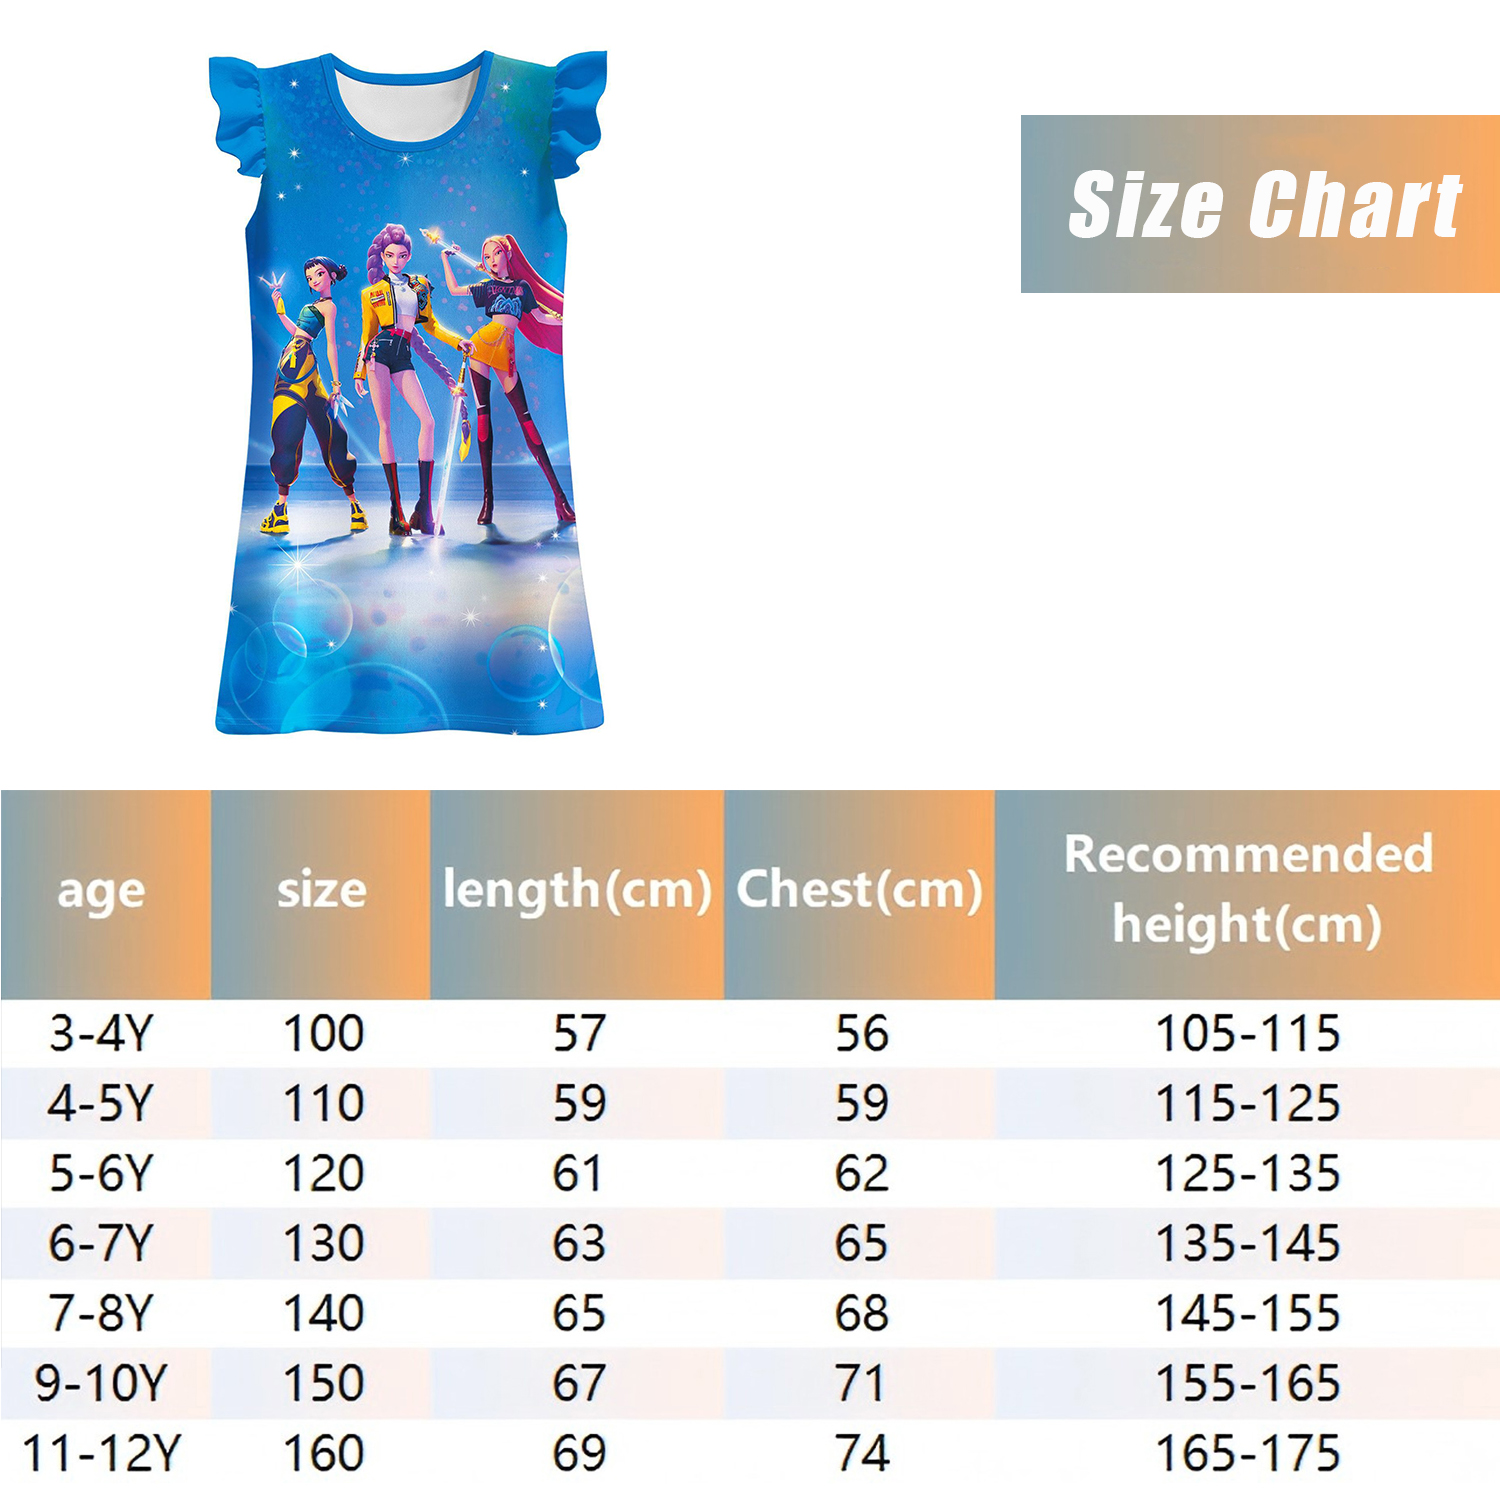 Size Chart
age size length(cm) Chest(cm) Recommended
height(cm)
3-4Y 100 57 56 105-115
4-5Y 110 59 59 115-125
5-6Y 120 61 62 125-135
6-7Y 130 63 65 135-145
7-8Y 140 65 68 145-155
9-10Y 150 67 71 155-165
11-12Y 160 69 74 165-175